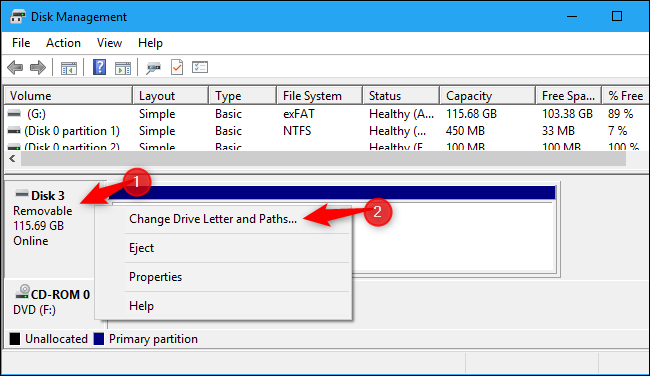 Disk Management
File Action View Help
Volume Layout Type File System Status Capacity Free Spa... % Free
(G:) Simple Basic exFAT Healthy (A... 115.68 GB 103.38 GB 89 %
(Disk 0 partition 1) Simple Basic NTFS Healthy (... 450 MB 33 MB 7 %
(Disk 0 partition 2) Simple Basic Healthy (E... 100 MB 100 MB 100 %
Disk 3
Removable
115.69 GB
Online
1
Change Drive Letter and Paths...
2
Eject
Properties
Help
CD-ROM 0
DVD (F:)
Unallocated Primary partition